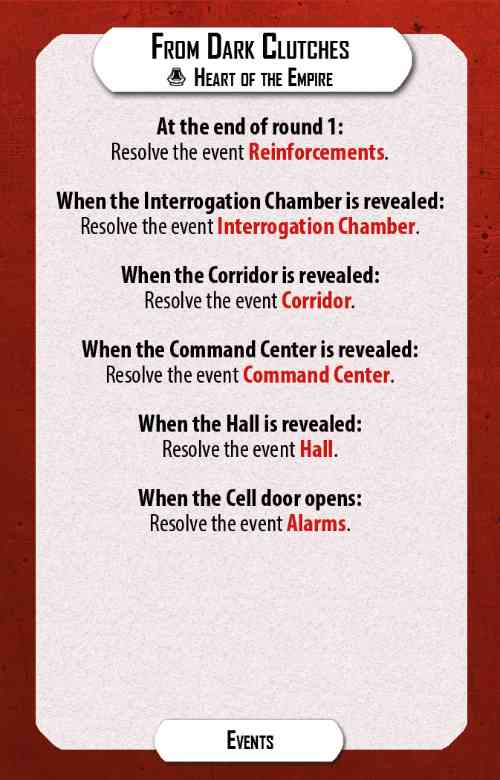 From Dark Clutches
Heart of the Empire
At the end of round 1:
Resolve the event Reinforcements.
When the Interrogation Chamber is revealed:
Resolve the event Interrogation Chamber.
When the Corridor is revealed:
Resolve the event Corridor.
When the Command Center is revealed:
Resolve the event Command Center.
When the Hall is revealed:
Resolve the event Hall.
When the Cell door opens:
Resolve the event Alarms.
Events